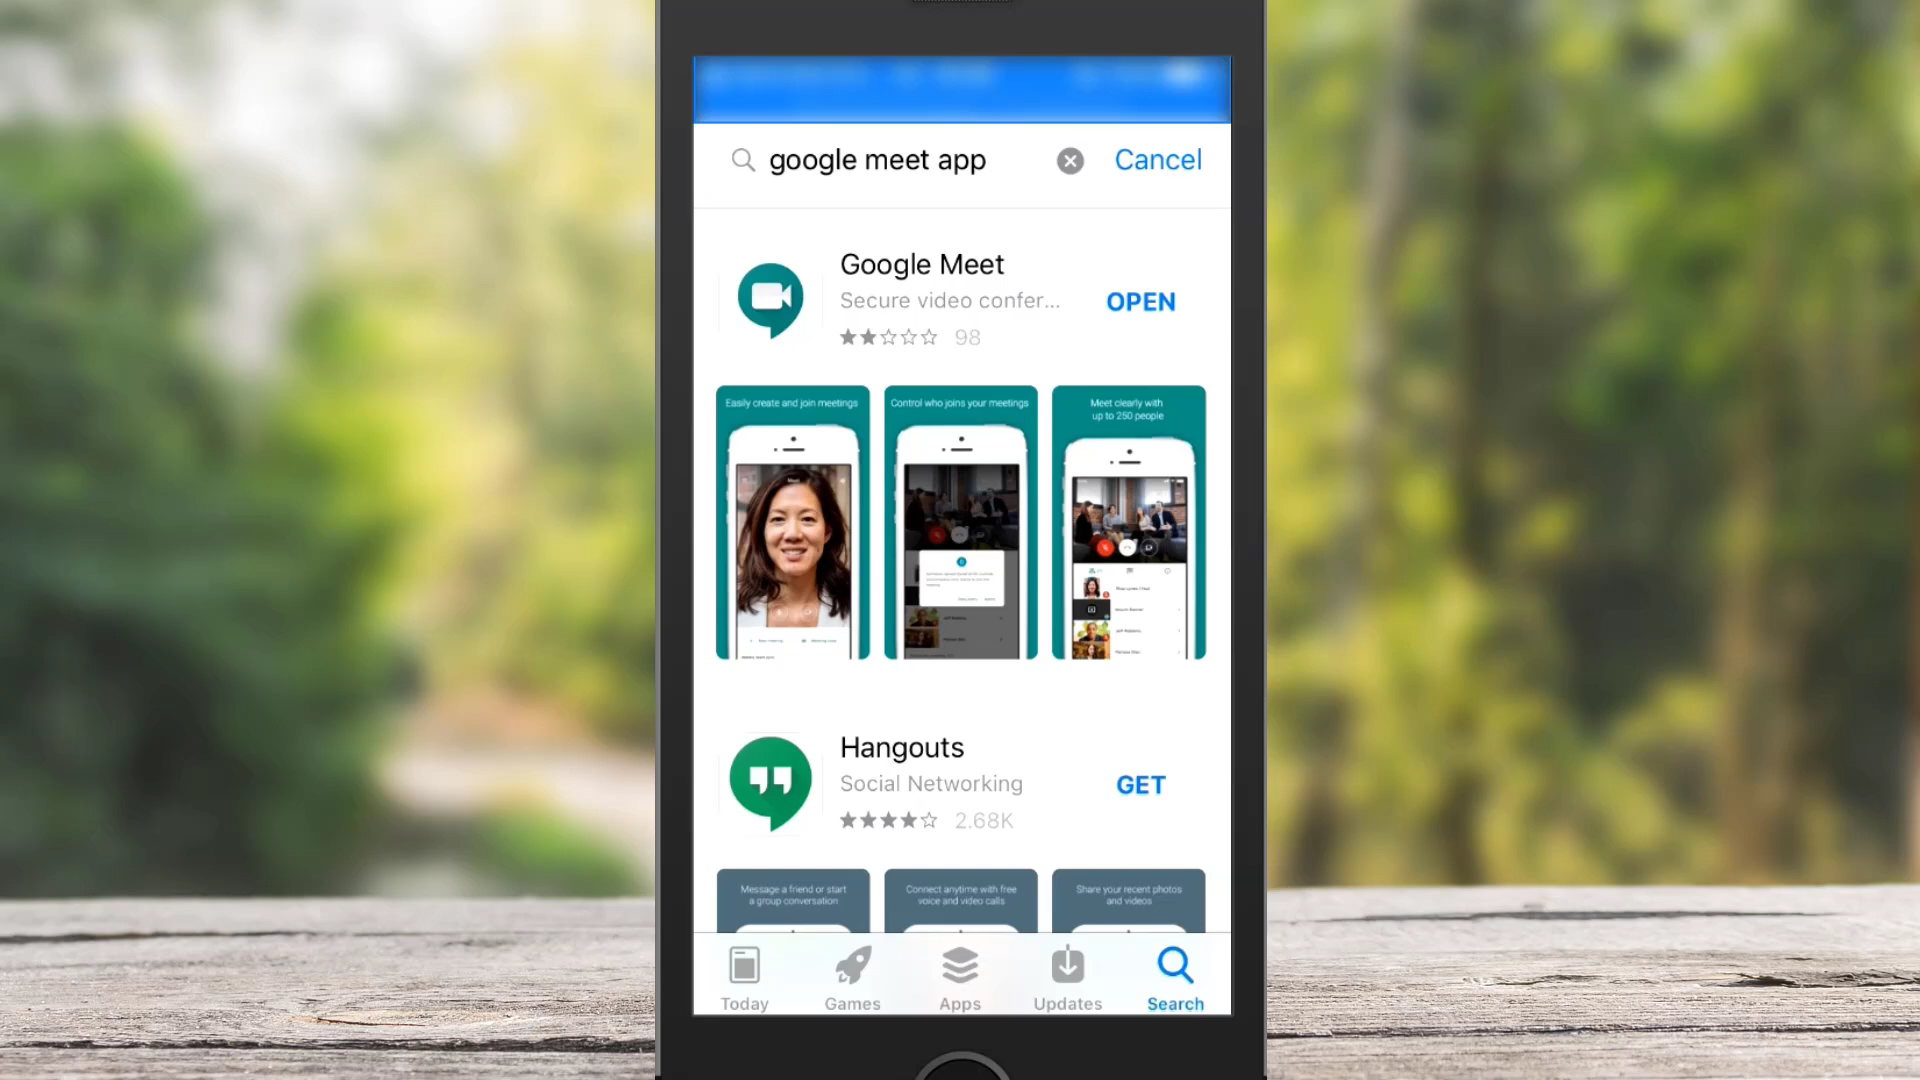 google meet app
Cancel
Google Meet
Secure video confer...
OPEN
98
Easily create and join meetings
Control who joins your meetings
Meet clearly with
up to 250 people
Hangouts
Social Networking
GET
2.68K
Message a friend or start
a group conversation
Connect anytime with free
voice and video calls
Share your recent photos
and videos
Today
Games
Apps
Updates
Search